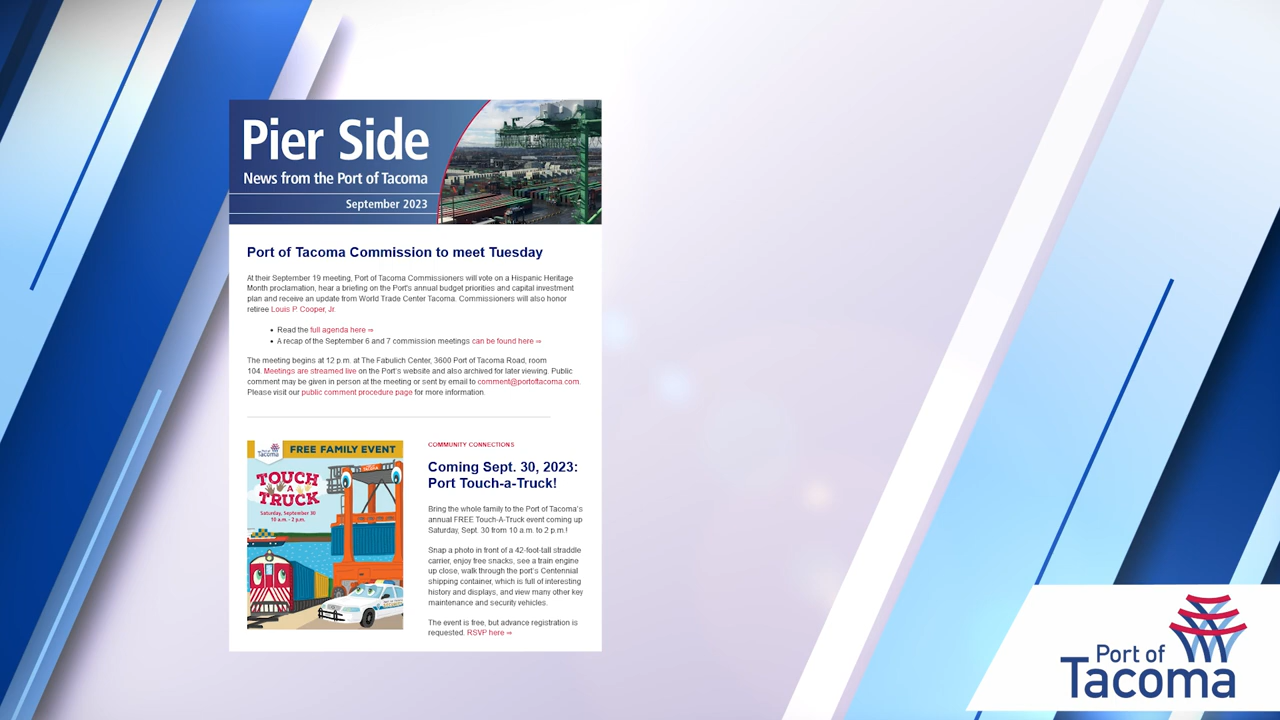 Pier Side
News from the Port of Tacoma
September 2023
Port of Tacoma Commission to meet Tuesday
At their September 19 meeting, Port of Tacoma Commissioners will vote on a Hispanic Heritage
Month proclamation, hear a briefing on the Port's annual budget priorities and capital investment
plan and receive an update from World Trade Center Tacoma. Commissioners will also honor
retiree Louis P. Cooper, Jr.
• Read the full agenda here ⇒
• A recap of the September 6 and 7 commission meetings can be found here ⇒
The meeting begins at 12 p.m. at The Fabulich Center, 3600 Port of Tacoma Road, room
104. Meetings are streamed live on the Port's website and also archived for later viewing. Public
comment may be given in person at the meeting or sent by email to comment@portoftacoma.com.
Please visit our public comment procedure page for more information.
Port of
Tacoma
FREE FAMILY EVENT
TOUCH
A
TRUCK
Saturday, September 30
10 a.m. - 2 p.m.
COMMUNITY CONNECTIONS
Coming Sept. 30, 2023:
Port Touch-a-Truck!
Bring the whole family to the Port of Tacoma's
annual FREE Touch-A-Truck event coming up
Saturday, Sept. 30 from 10 a.m. to 2 p.m.!
Snap a photo in front of a 42-foot-tall straddle
carrier, enjoy free snacks, see a train engine
up close, walk through the port's Centennial
shipping container, which is full of interesting
history and displays, and view many other key
maintenance and security vehicles.
The event is free, but advance registration is
requested. RSVP here ⇒
Port of
Tacoma